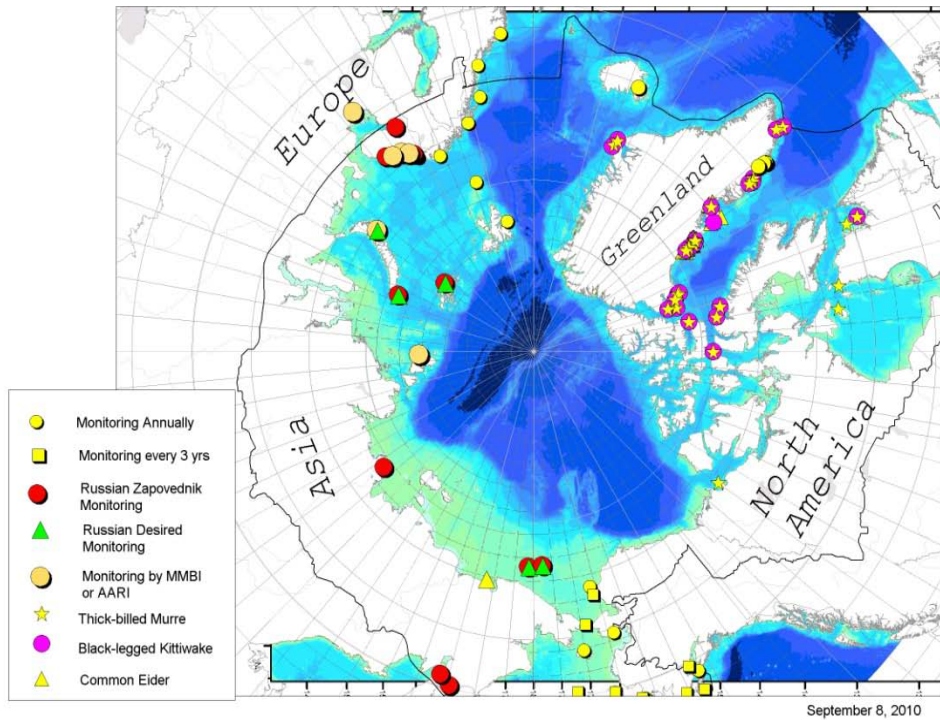 Europe
Greenland
Asia
North
America
Monitoring Annually
Monitoring every 3 yrs
Russian Zapovednik
Monitoring
Russian Desired
Monitoring
Monitoring by MMBI
or AARI
Thick-billed Murre
Black-legged Kittiwake
Common Eider
September 8, 2010